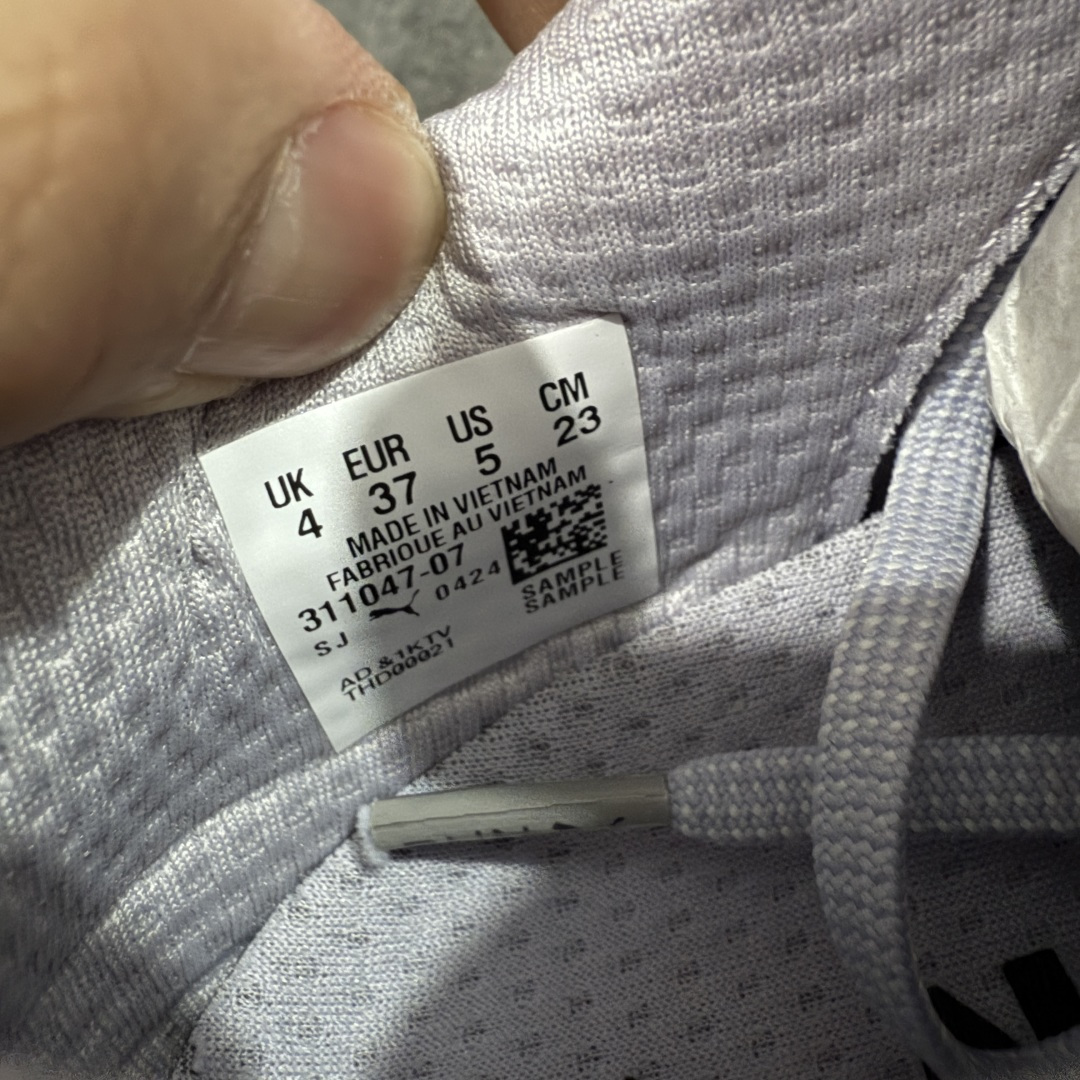 UK EUR US CM
4 37 5 23
MADE IN VIETNAM
FABRIQUE AU VIETNAM
311047-07
SJ 0424
SAMPLE
SAMPLE
AD &1KTV
THD00021